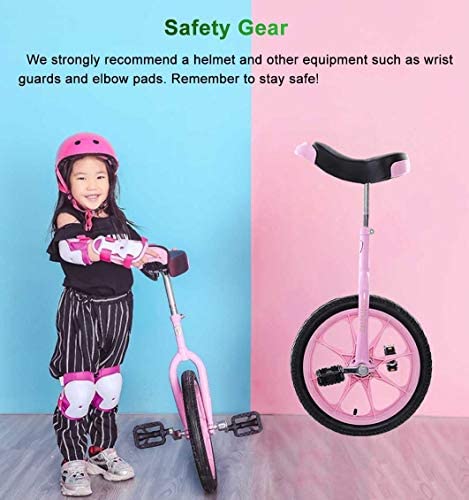 Safety Gear
We strongly recommend a helmet and other equipment such as wrist
guards and elbow pads. Remember to stay safe!